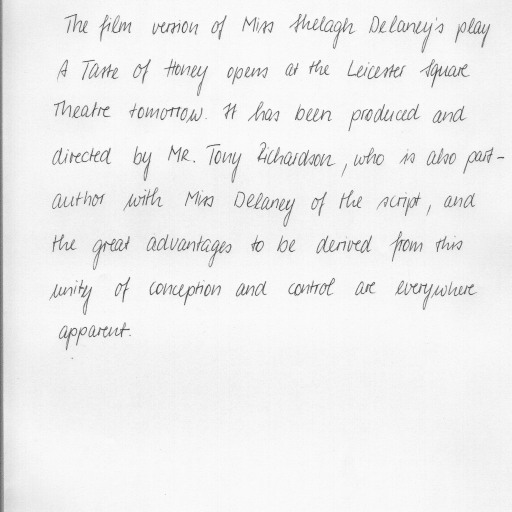 The film version of Miss Shelagh Delaney's play
A Taste of Honey opens at the Leicester Square
Theatre tomorrow. It has been produced and
directed by Mr. Tony Richardson, who is also part-
author with Miss Delaney of the script, and
the great advantages to be derived from this
unity of conception and control are everywhere
apparent.